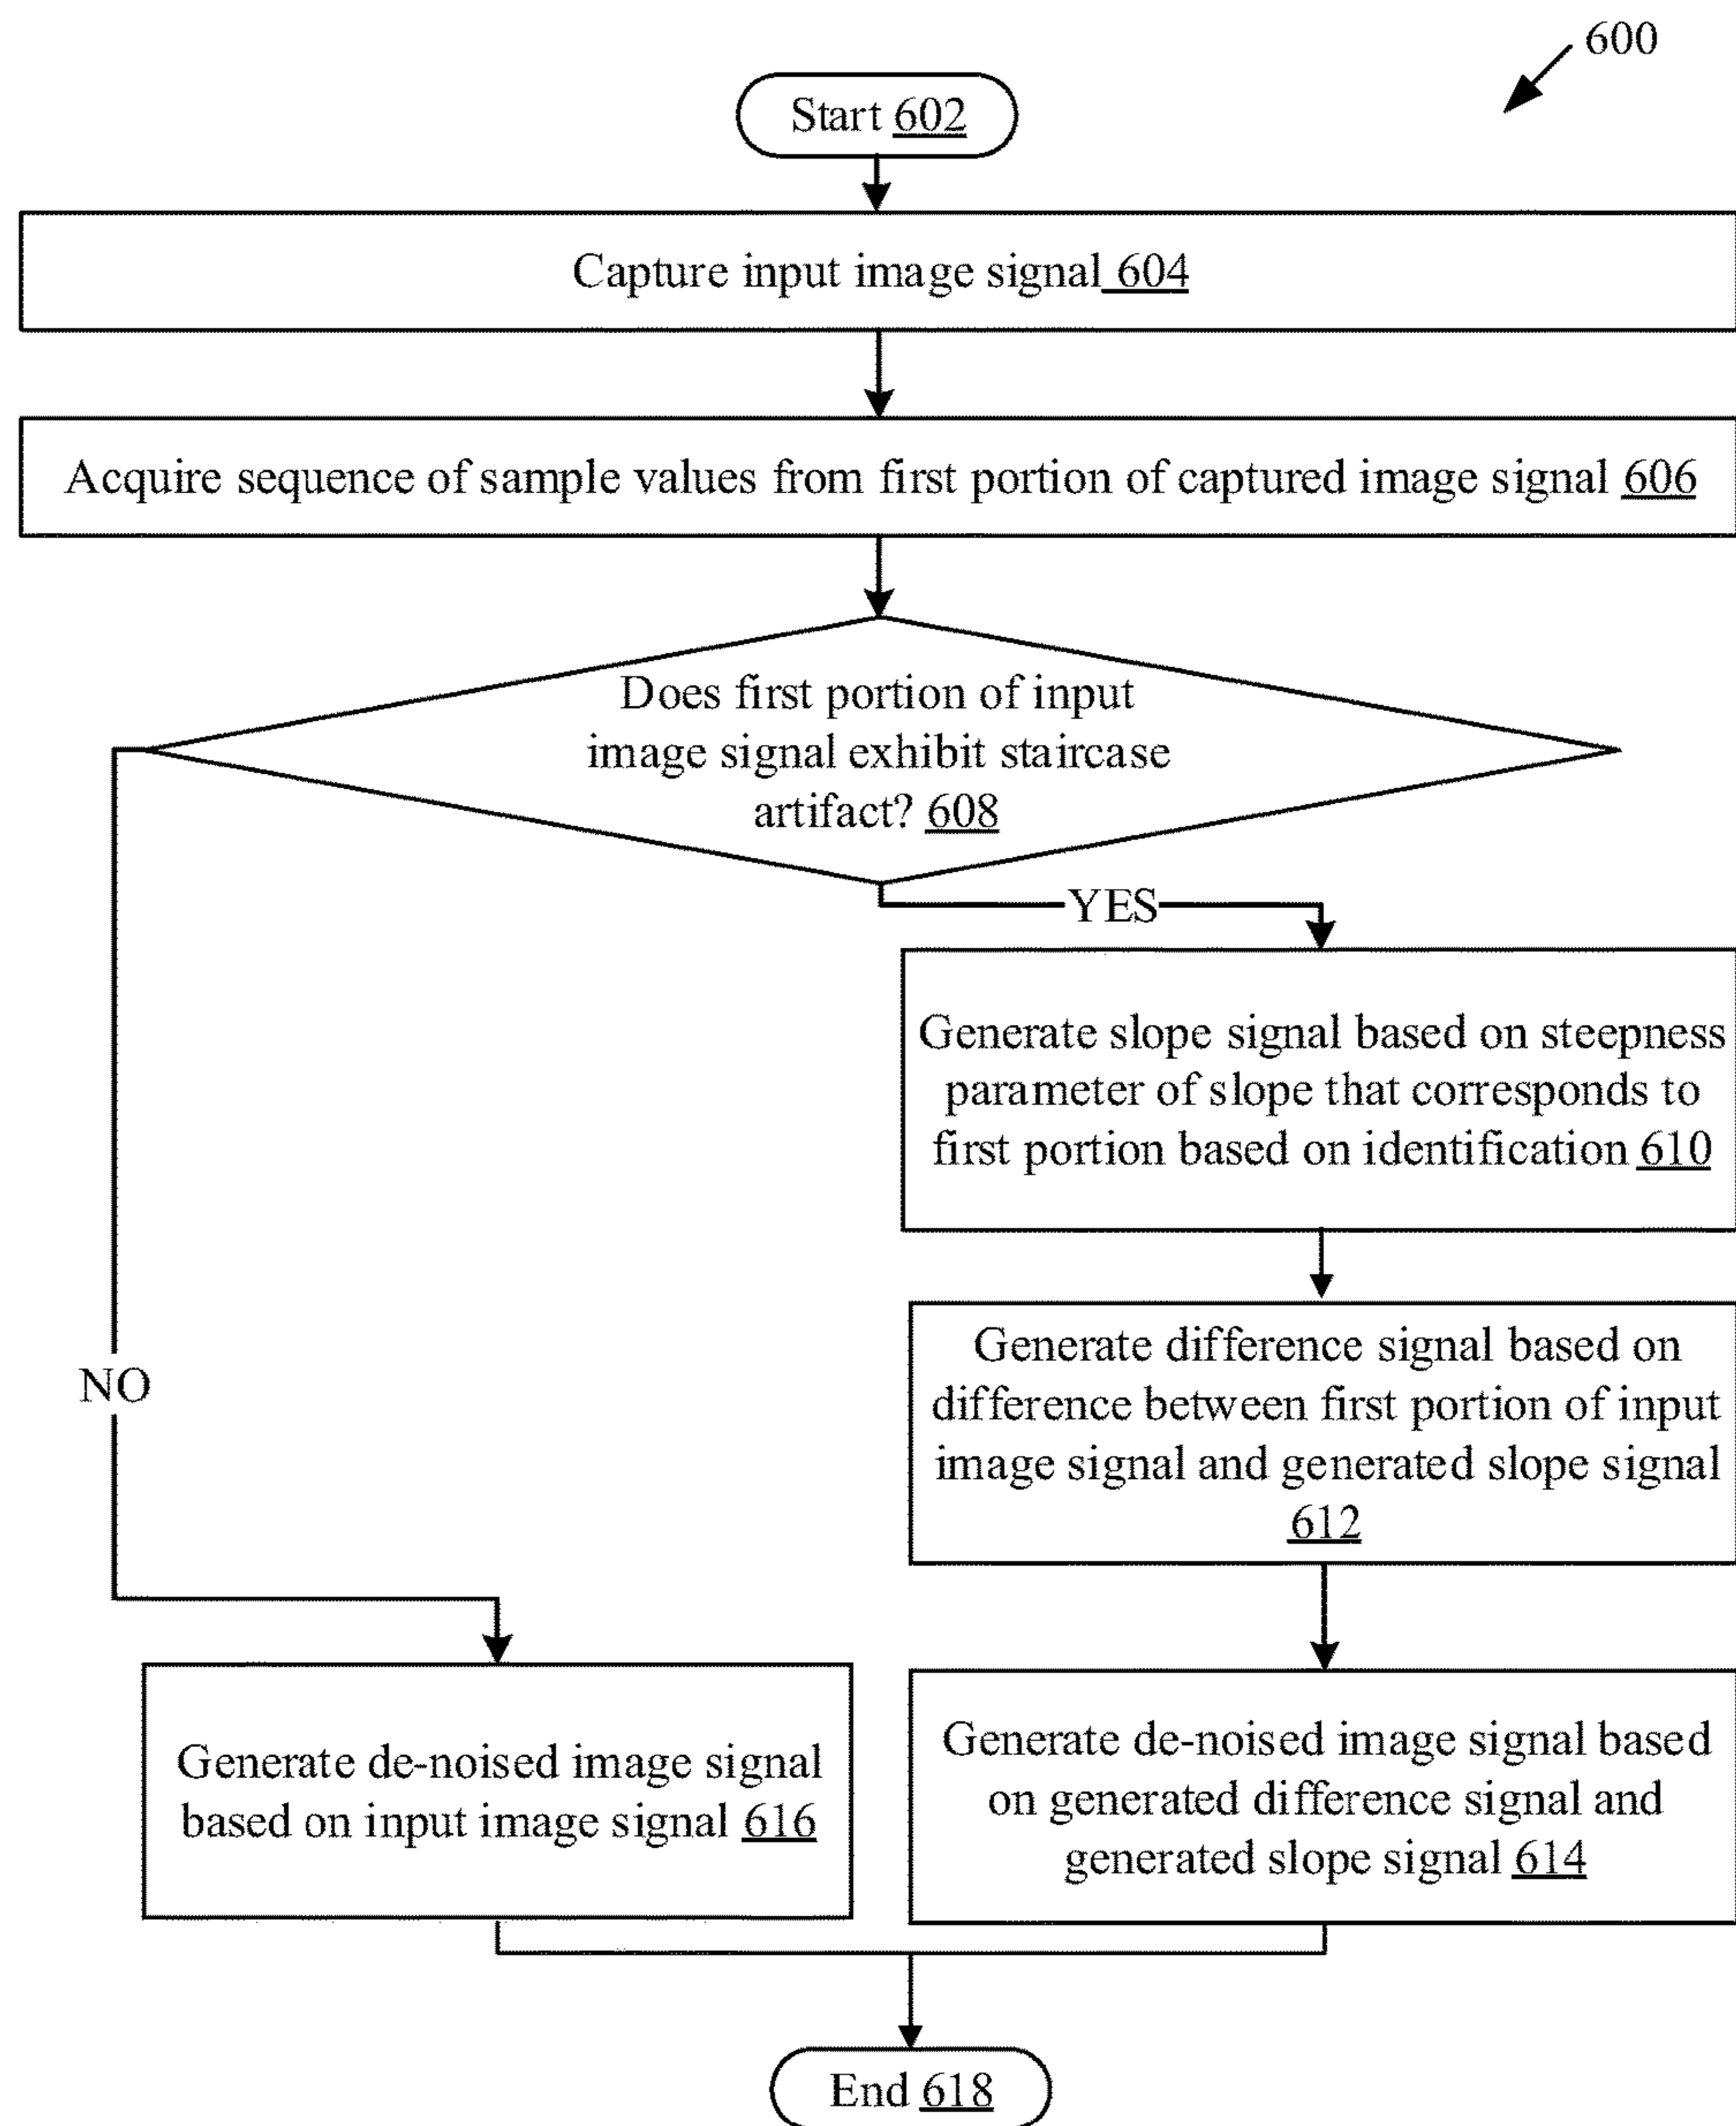 600
Start 602
Capture input image signal 604
Acquire sequence of sample values from first portion of captured image signal 606
Does first portion of input
image signal exhibit staircase
artifact? 608
YES
Generate slope signal based on steepness
parameter of slope that corresponds to
first portion based on identification 610
Generate difference signal based on
difference between first portion of input
image signal and generated slope signal
612
NO
Generate de-noised image signal
based on input image signal 616
Generate de-noised image signal based
on generated difference signal and
generated slope signal 614
End 618